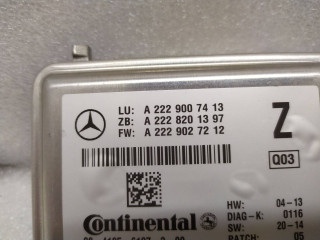 LU: A 222 900 74 13
ZB: A 222 820 13 97
FW: A 222 902 72 12
Z
Q03
Continental
HW: 04-13
DIAG-K: 0116
SW: 20-14
PATCH: 05